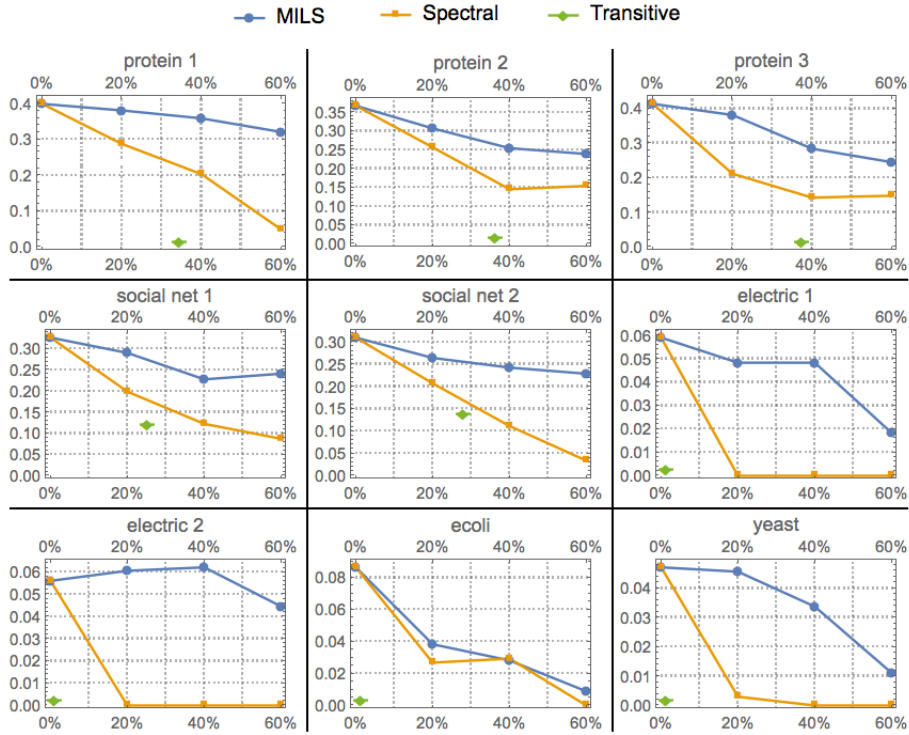 MILS Spectral Transitive
protein 1 protein 2 protein 3
0% 20% 40% 60% 0% 20% 40% 60% 0% 20% 40% 60%
0.4 0.35 0.4
0.30
0.3 0.25 0.3
0.20
0.2 0.15 0.2
0.10
0.1 0.05 0.1
0.0 0.00 0.0
0% 20% 40% 60% 0% 20% 40% 60% 0% 20% 40% 60%
social net 1 social net 2 electric 1
0% 20% 40% 60% 0% 20% 40% 60% 0% 20% 40% 60%
0.30 0.30 0.06
0.25 0.25 0.05
0.20 0.20 0.04
0.15 0.15 0.03
0.10 0.10 0.02
0.05 0.05 0.01
0.00 0.00 0.00
0% 20% 40% 60% 0% 20% 40% 60% 0% 20% 40% 60%
electric 2 ecoli yeast
0% 20% 40% 60% 0% 20% 40% 60% 0% 20% 40% 60%
0.06 0.08 0.04
0.05
0.04 0.06 0.03
0.03 0.04 0.02
0.02
0.01 0.02 0.01
0.00 0.00 0.00
0% 20% 40% 60% 0% 20% 40% 60% 0% 20% 40% 60%